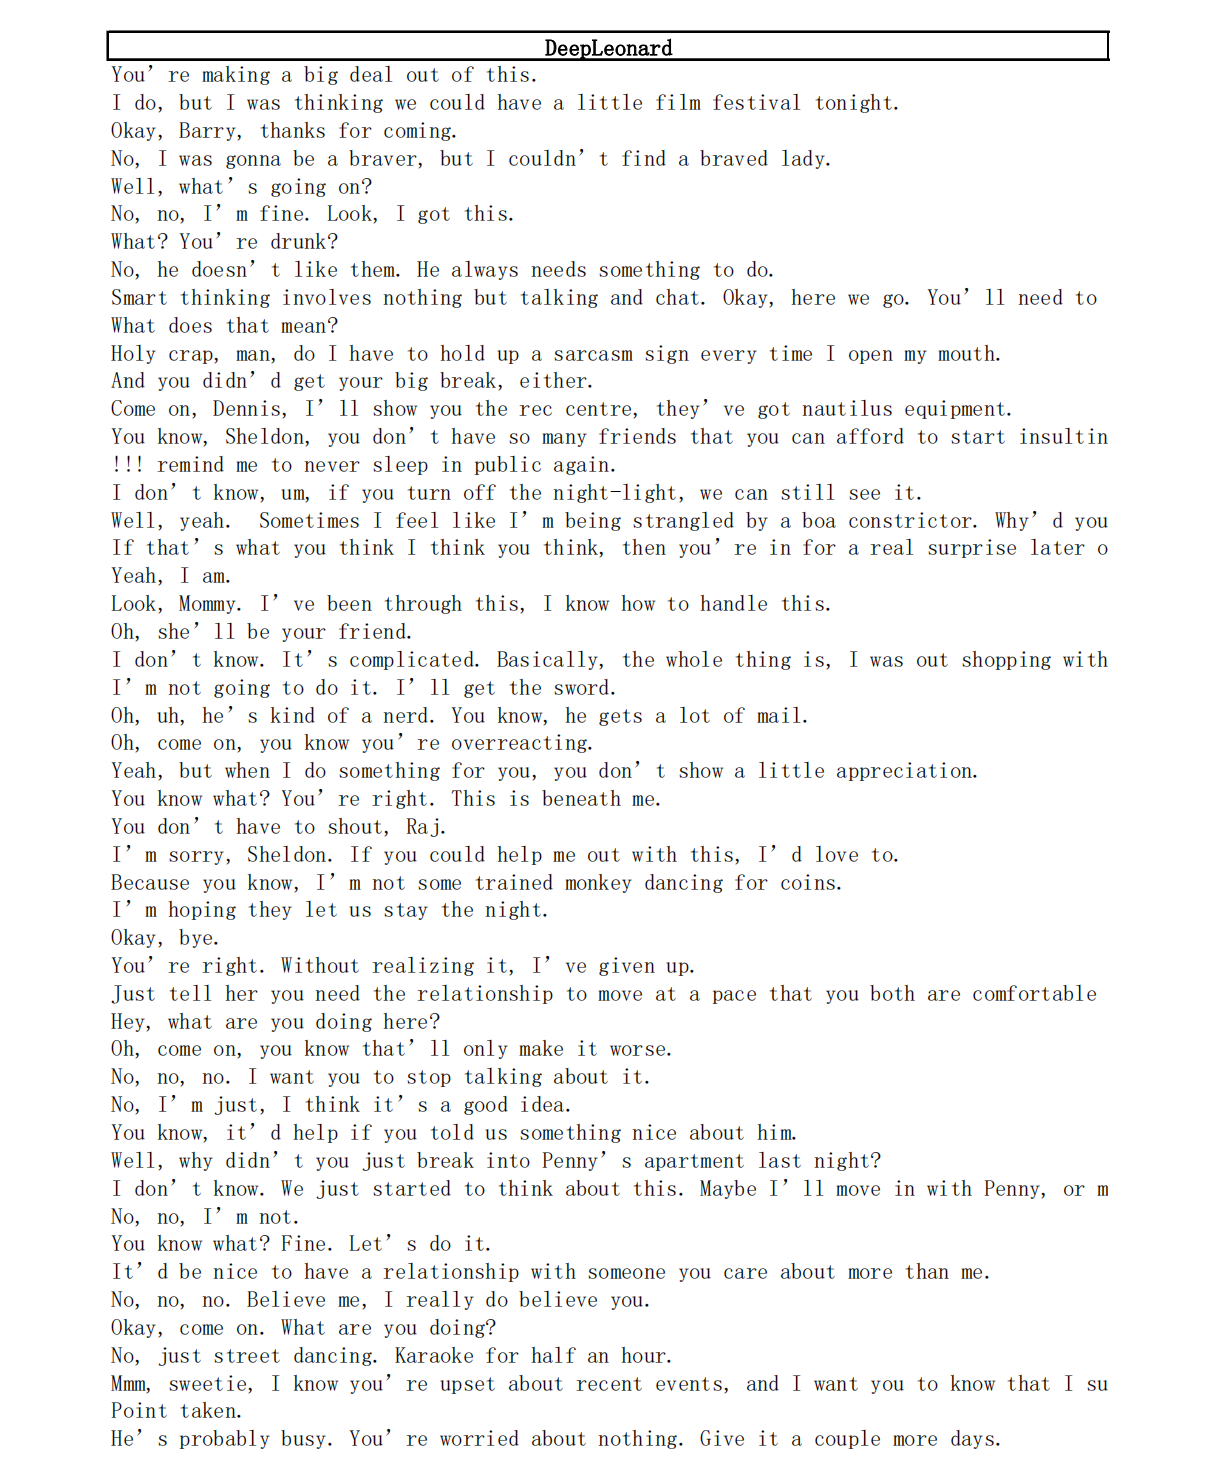 DeepLeonard
You’re making a big deal out of this.
I do, but I was thinking we could have a little film festival tonight.
Okay, Barry, thanks for coming.
No, I was gonna be a braver, but I couldn’t find a braved lady.
Well, what’s going on?
No, no, I’m fine. Look, I got this.
What? You’re drunk?
No, he doesn’t like them. He always needs something to do.
Smart thinking involves nothing but talking and chat. Okay, here we go. You’ll need to
What does that mean?
Holy crap, man, do I have to hold up a sarcasm sign every time I open my mouth.
And you didn’d get your big break, either.
Come on, Dennis, I’ll show you the rec centre, they’ve got nautilus equipment.
You know, Sheldon, you don’t have so many friends that you can afford to start insultin
!!! remind me to never sleep in public again.
I don’t know, um, if you turn off the night-light, we can still see it.
Well, yeah.  Sometimes I feel like I’m being strangled by a boa constrictor. Why’d you
If that’s what you think I think you think, then you’re in for a real surprise later o
Yeah, I am.
Look, Mommy. I’ve been through this, I know how to handle this.
Oh, she’ll be your friend.
I don’t know. It’s complicated. Basically, the whole thing is, I was out shopping with
I’m not going to do it. I’ll get the sword.
Oh, uh, he’s kind of a nerd. You know, he gets a lot of mail.
Oh, come on, you know you’re overreacting.
Yeah, but when I do something for you, you don’t show a little appreciation.
You know what? You’re right. This is beneath me.
You don’t have to shout, Raj.
I’m sorry, Sheldon. If you could help me out with this, I’d love to.
Because you know, I’m not some trained monkey dancing for coins.
I’m hoping they let us stay the night.
Okay, bye.
You’re right. Without realizing it, I’ve given up.
Just tell her you need the relationship to move at a pace that you both are comfortable
Hey, what are you doing here?
Oh, come on, you know that’ll only make it worse.
No, no, no. I want you to stop talking about it.
No, I’m just, I think it’s a good idea.
You know, it’d help if you told us something nice about him.
Well, why didn’t you just break into Penny’s apartment last night?
I don’t know. We just started to think about this. Maybe I’ll move in with Penny, or m
No, no, I’m not.
You know what? Fine. Let’s do it.
It’d be nice to have a relationship with someone you care about more than me.
No, no, no. Believe me, I really do believe you.
Okay, come on. What are you doing?
No, just street dancing. Karaoke for half an hour.
Mmm, sweetie, I know you’re upset about recent events, and I want you to know that I su
Point taken.
He’s probably busy. You’re worried about nothing. Give it a couple more days.